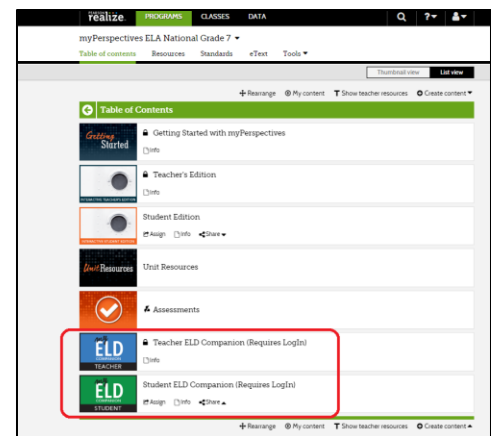 realize.
PROGRAMS CLASSES DATA
myPerspectives ELA National Grade 7
Table of contents Resources Standards eText Tools
Thumbnail view List view
Rearrange My content Show teacher resources Create content
Table of Contents
Getting Started
Getting Started with myPerspectives
Info
Teacher's Edition
Info
Student Edition
Assign Info Share
Unit Resources
Unit Resources
Assessments
ELD
TEACHER
Teacher ELD Companion (Requires LogIn)
Info
ELD
STUDENT
Student ELD Companion (Requires LogIn)
Assign Info Share
Rearrange My content Show teacher resources Create content